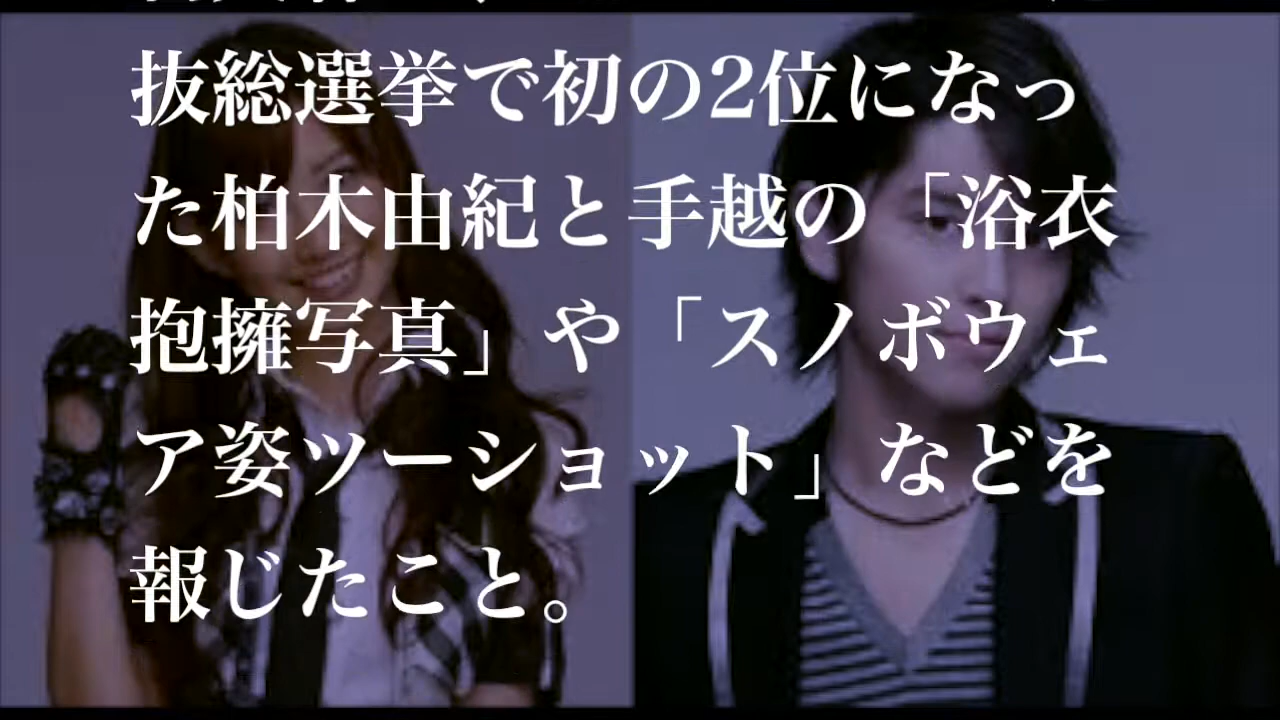 抜総選挙で初の2位になっ
た柏木由紀と手越の「浴衣
抱擁写真」や「スノボウェ
ア姿ツーショット」などを
報じたこと。